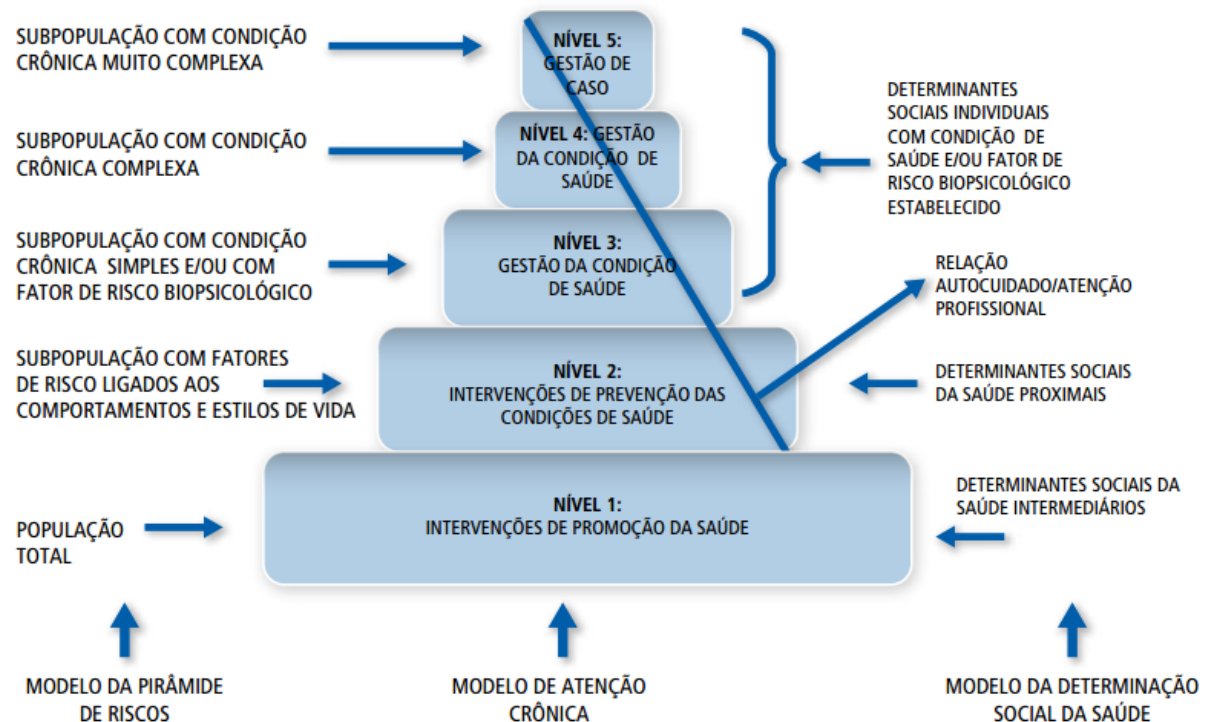 SUBPOPULAÇÃO COM CONDIÇÃO
CRÔNICA MUITO COMPLEXA
NÍVEL 5:
GESTÃO DE
CASO
SUBPOPULAÇÃO COM CONDIÇÃO
CRÔNICA COMPLEXA
NÍVEL 4: GESTÃO
DA CONDIÇÃO DE
SAÚDE
DETERMINANTES
SOCIAIS INDIVIDUAIS
COM CONDIÇÃO DE
SAÚDE E/OU FATOR DE
RISCO BIOPSICOLÓGICO
ESTABELECIDO
SUBPOPULAÇÃO COM CONDIÇÃO
CRÔNICA SIMPLES E/OU COM
FATOR DE RISCO BIOPSICOLÓGICO
NÍVEL 3:
GESTÃO DA CONDIÇÃO
DE SAÚDE
RELAÇÃO
AUTOCUIDADO/ATENÇÃO
PROFISSIONAL
SUBPOPULAÇÃO COM FATORES
DE RISCO LIGADOS AOS
COMPORTAMENTOS E ESTILOS DE VIDA
NÍVEL 2:
INTERVENÇÕES DE PREVENÇÃO DAS
CONDIÇÕES DE SAÚDE
DETERMINANTES SOCIAIS
DA SAÚDE PROXIMAIS
POPULAÇÃO
TOTAL
NÍVEL 1:
INTERVENÇÕES DE PROMOÇÃO DA SAÚDE
DETERMINANTES SOCIAIS DA
SAÚDE INTERMEDIÁRIOS
MODELO DA PIRÂMIDE
DE RISCOS
MODELO DE ATENÇÃO
CRÔNICA
MODELO DA DETERMINAÇÃO
SOCIAL DA SAÚDE